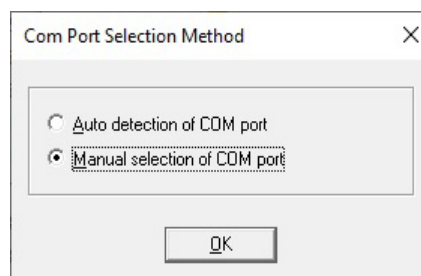 Com Port Selection Method
Auto detection of COM port
Manual selection of COM port
OK